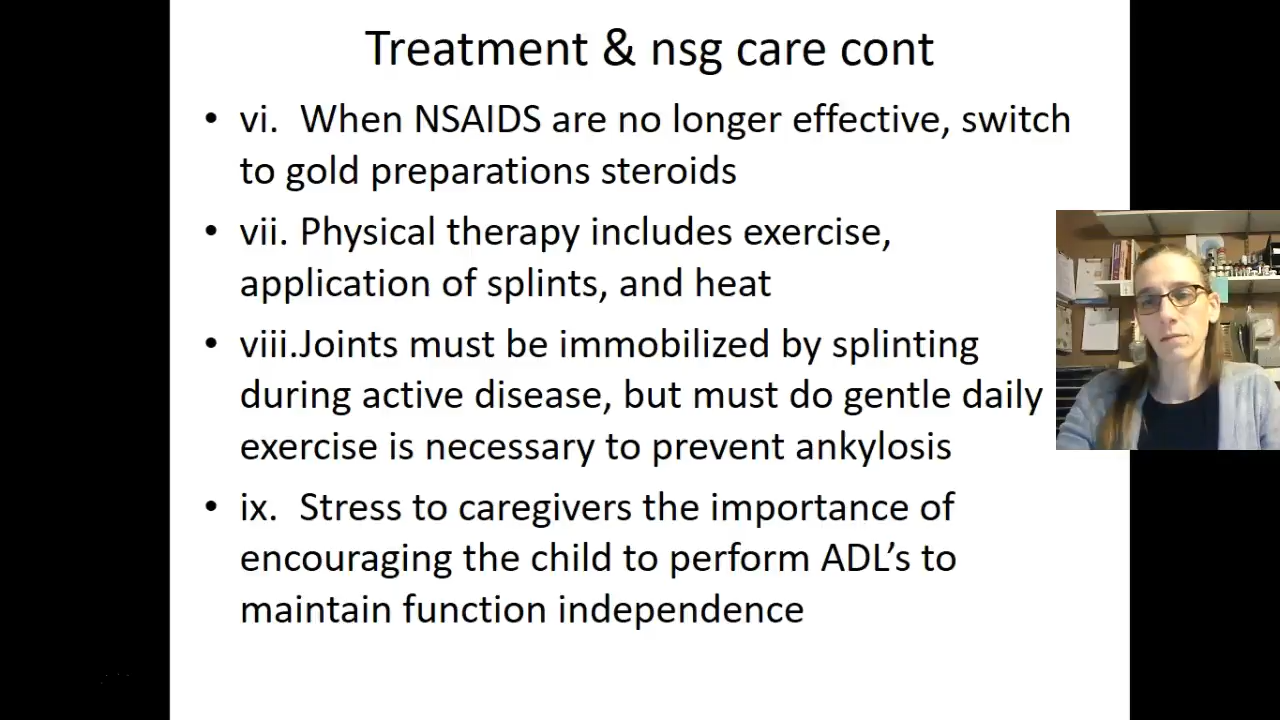 Treatment & nsg care cont
• vi. When NSAIDS are no longer effective, switch
to gold preparations steroids
• vii. Physical therapy includes exercise,
application of splints, and heat
• viii.Joints must be immobilized by splinting
during active disease, but must do gentle daily
exercise is necessary to prevent ankylosis
• ix. Stress to caregivers the importance of
encouraging the child to perform ADL’s to
maintain function independence